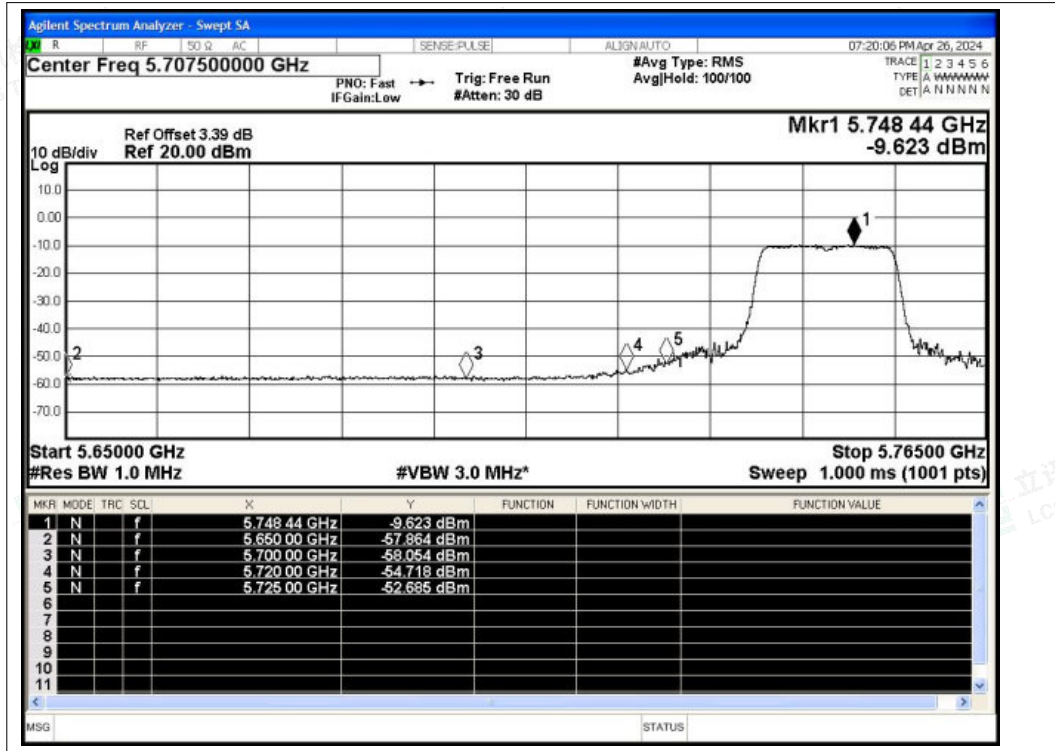 Agilent Spectrum Analyzer - Swept SA
LXI R RF 50 Ω AC SENSE:PULSE ALIGN AUTO 07:20:06 PM Apr 26, 2024
Center Freq 5.707500000 GHz #Avg Type: RMS TRACE 1 2 3 4 5 6
PNO: Fast Trig: Free Run Avg|Hold: 100/100 TYPE A WWWWW
IFGain:Low #Atten: 30 dB DET A N N N N N
Ref Offset 3.39 dB Mkr1 5.748 44 GHz
10 dB/div Ref 20.00 dBm -9.623 dBm
Log
10.0
0.00
-10.0
-20.0
-30.0
-40.0
-50.0
-60.0
-70.0
1
2
3
4
5
Start 5.65000 GHz Stop 5.76500 GHz
#Res BW 1.0 MHz #VBW 3.0 MHz* Sweep 1.000 ms (1001 pts)
MKR MODE TRC SCL X Y FUNCTION FUNCTION WIDTH FUNCTION VALUE
1 N f 5.748 44 GHz -9.623 dBm
2 N f 5.650 00 GHz -57.864 dBm
3 N f 5.700 00 GHz -58.054 dBm
4 N f 5.720 00 GHz -54.718 dBm
5 N f 5.725 00 GHz -52.685 dBm
6
7
8
9
10
11
MSG STATUS